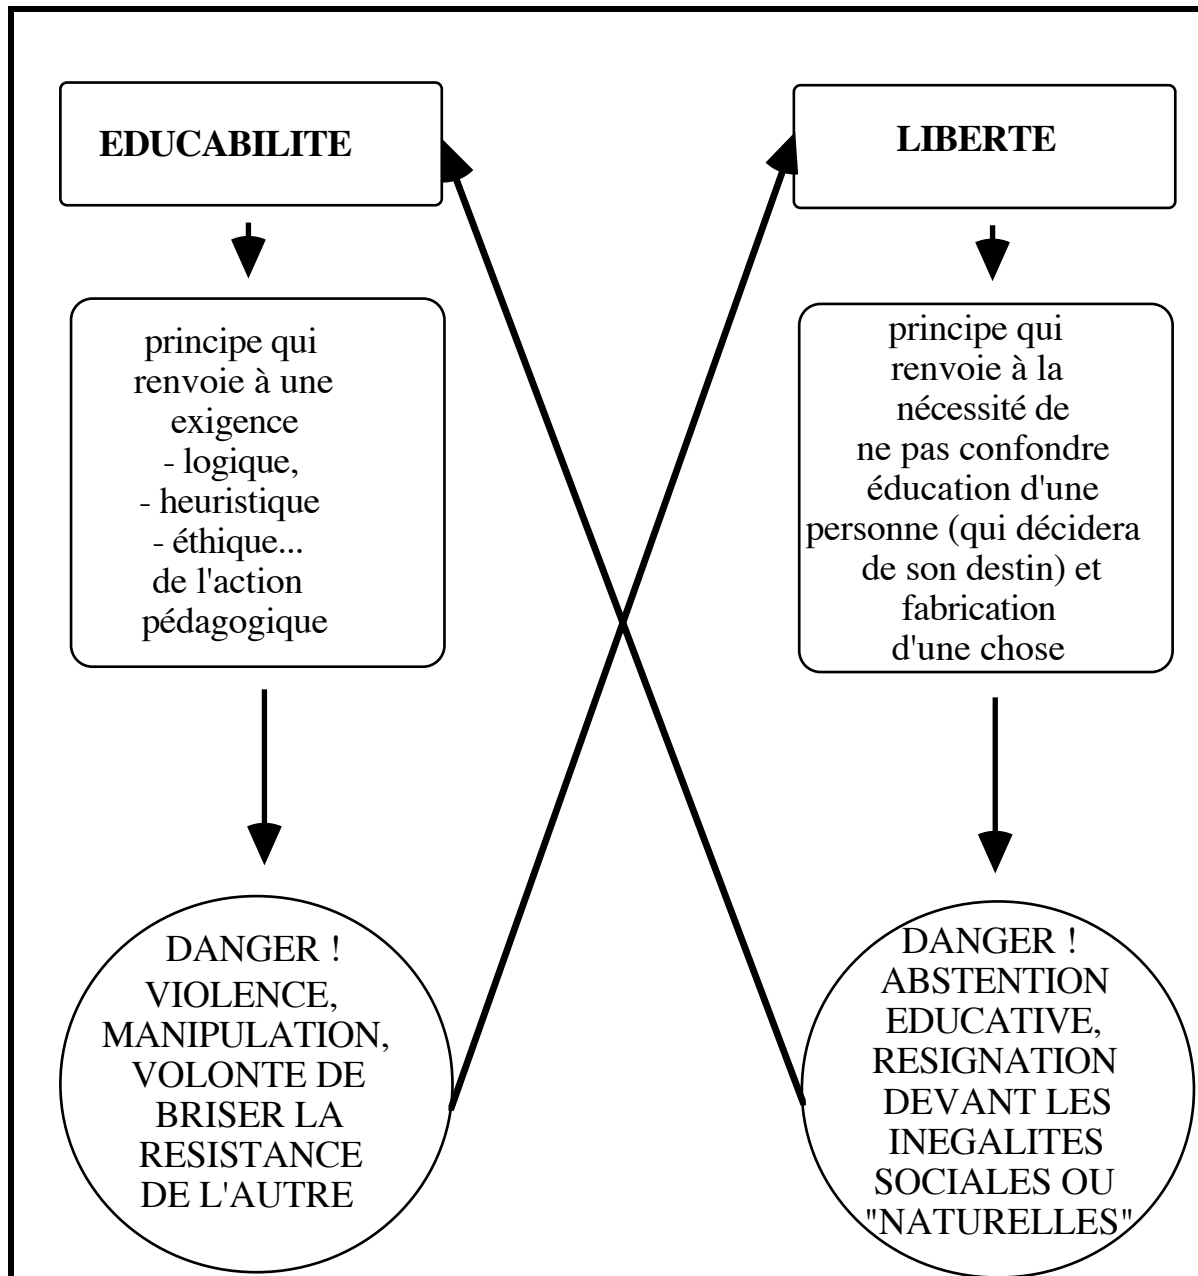 EDUCABILITE
principe qui
renvoie à une
exigence
- logique,
- heuristique
- éthique...
de l'action
pédagogique
DANGER !
VIOLENCE,
MANIPULATION,
VOLONTE DE
BRISER LA
RESISTANCE
DE L'AUTRE
LIBERTE
principe qui
renvoie à la
nécessité de
ne pas confondre
éducation d'une
personne (qui décidera
de son destin) et
fabrication
d'une chose
DANGER !
ABSTENTION
EDUCATIVE,
RESIGNATION
DEVANT LES
INEGALITES
SOCIALES OU
"NATURELLES"